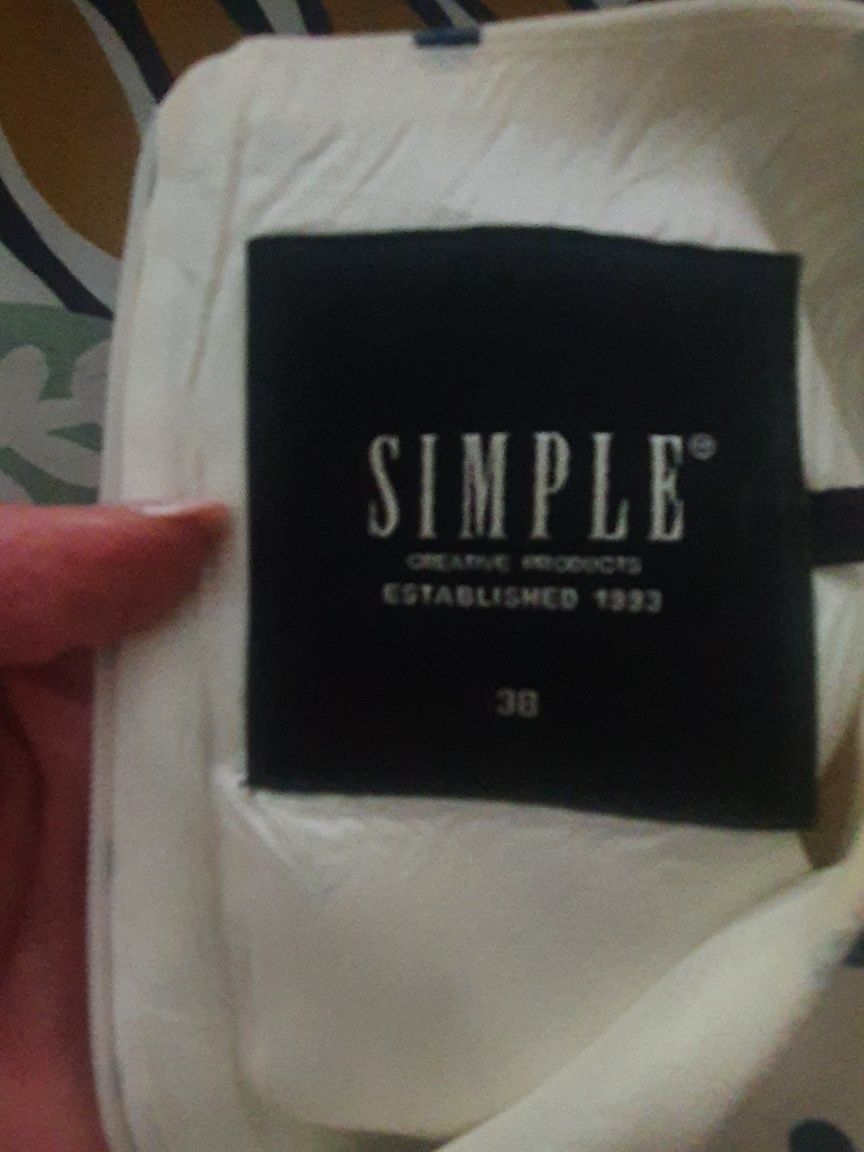 SIMPLE®
CREATIVE PRODUCTS
ESTABLISHED 1993
38